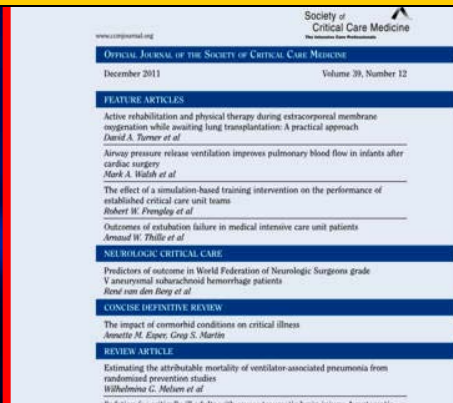 Society of
Critical Care Medicine
The Intensive Care Professionals
www.ccmjournal.org
OFFICIAL JOURNAL OF THE SOCIETY OF CRITICAL CARE MEDICINE
December 2011 Volume 39, Number 12
FEATURE ARTICLES
Active rehabilitation and physical therapy during extracorporeal membrane
oxygenation while awaiting lung transplantation: A practical approach
David A. Turner et al
Airway pressure release ventilation improves pulmonary blood flow in infants after
cardiac surgery
Mark A. Walsh et al
The effect of a simulation-based training intervention on the performance of
established critical care unit teams
Robert W. Frengley et al
Outcomes of extubation failure in medical intensive care unit patients
Arnaud W. Thille et al
NEUROLOGIC CRITICAL CARE
Predictors of outcome in World Federation of Neurologic Surgeons grade
V aneurysmal subarachnoid hemorrhage patients
René van den Berg et al
CONCISE DEFINITIVE REVIEW
The impact of cormorbid conditions on critical illness
Annette M. Esper, Greg S. Martin
REVIEW ARTICLE
Estimating the attributable mortality of ventilator-associated pneumonia from
randomized prevention studies
Wilhelmina G. Melsen et al